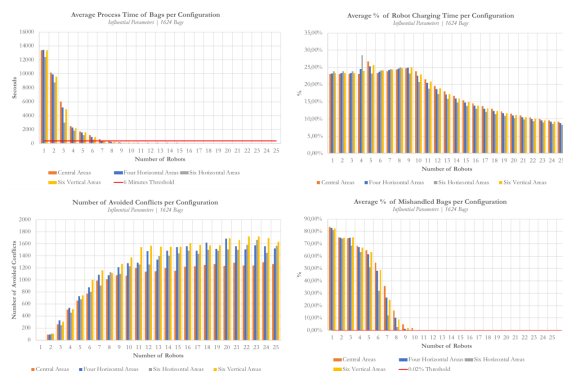 Average Process Time of Bags per Configuration
Influential Parameters | 1624 Bags
16000
14000
12000
10000
8000
6000
4000
2000
0
Seconds
1 2 3 4 5 6 7 8 9 10 11 12 13 14 15 16 17 18 19 20 21 22 23 24 25
Number of Robots
Central Areas Four Horizontal Areas Six Horizontal Areas
Six Vertical Areas 6 Minutes Threshold
Average % of Robot Charging Time per Configuration
Influential Parameters | 1624 Bags
35,00%
30,00%
25,00%
20,00%
15,00%
10,00%
5,00%
0,00%
%
1 2 3 4 5 6 7 8 9 10 11 12 13 14 15 16 17 18 19 20 21 22 23 24 25
Number of Robots
Central Areas Four Horizontal Areas Six Horizontal Areas Six Vertical Areas
Number of Avoided Conflicts per Configuration
Influential Parameters | 1624 Bags
2000
1800
1600
1400
1200
1000
800
600
400
200
0
Number of Avoided Conflicts
1 2 3 4 5 6 7 8 9 10 11 12 13 14 15 16 17 18 19 20 21 22 23 24 25
Number of Robots
Central Areas Four Horizontal Areas Six Horizontal Areas Six Vertical Areas
Average % of Mishandled Bags per Configuration
Influential Parameters | 1624 Bags
90,00%
80,00%
70,00%
60,00%
50,00%
40,00%
30,00%
20,00%
10,00%
0,00%
%
1 2 3 4 5 6 7 8 9 10 11 12 13 14 15 16 17 18 19 20 21 22 23 24 25
Number of Robots
Central Areas Four Horizontal Areas Six Horizontal Areas
Six Vertical Areas 0.02% Threshold